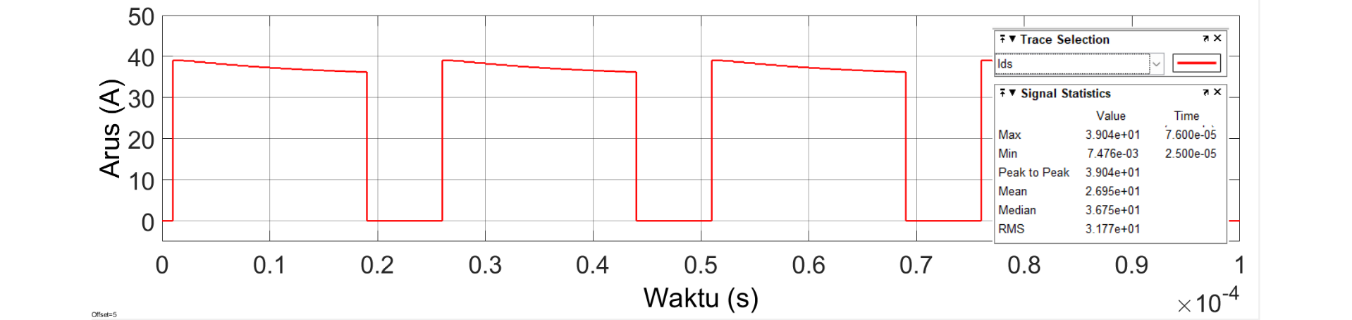 50
40
30
20
10
0
Arus (A)
0
0.1
0.2
0.3
0.4
0.5
0.6
0.7
0.8
0.9
1
Waktu (s)
×10-4
Offset=5
Trace Selection
Ids
Signal Statistics
Value Time
Max 3.904e+01 7.600e-05
Min 7.476e-03 2.500e-05
Peak to Peak 3.904e+01
Mean 2.695e+01
Median 3.675e+01
RMS 3.177e+01